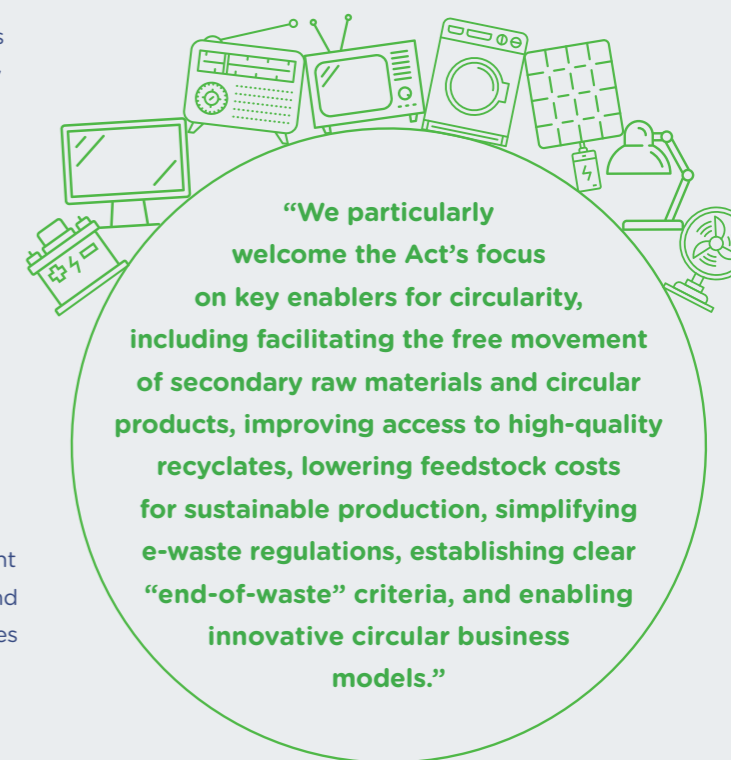 “We particularly
welcome the Act’s focus
on key enablers for circularity,
including facilitating the free movement
of secondary raw materials and circular
products, improving access to high-quality
recyclates, lowering feedstock costs
for sustainable production, simplifying
e-waste regulations, establishing clear
“end-of-waste” criteria, and enabling
innovative circular business
models.”